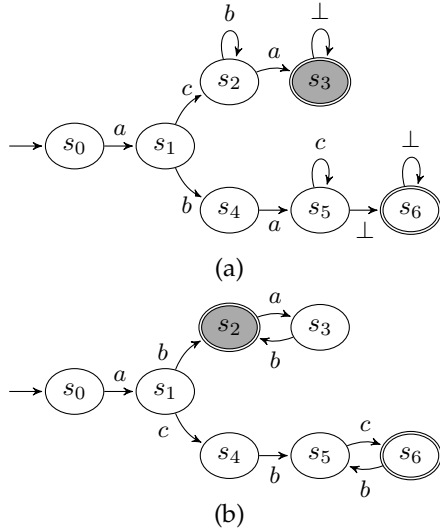 b ⊥
s₂ a s₃
c
s₀ a s₁ c ⊥
b
s₄ a s₅ ⊥ s₆
(a)
s₂ a s₃
b b
s₀ a s₁
c c
s₄ b s₅ b s₆
(b)